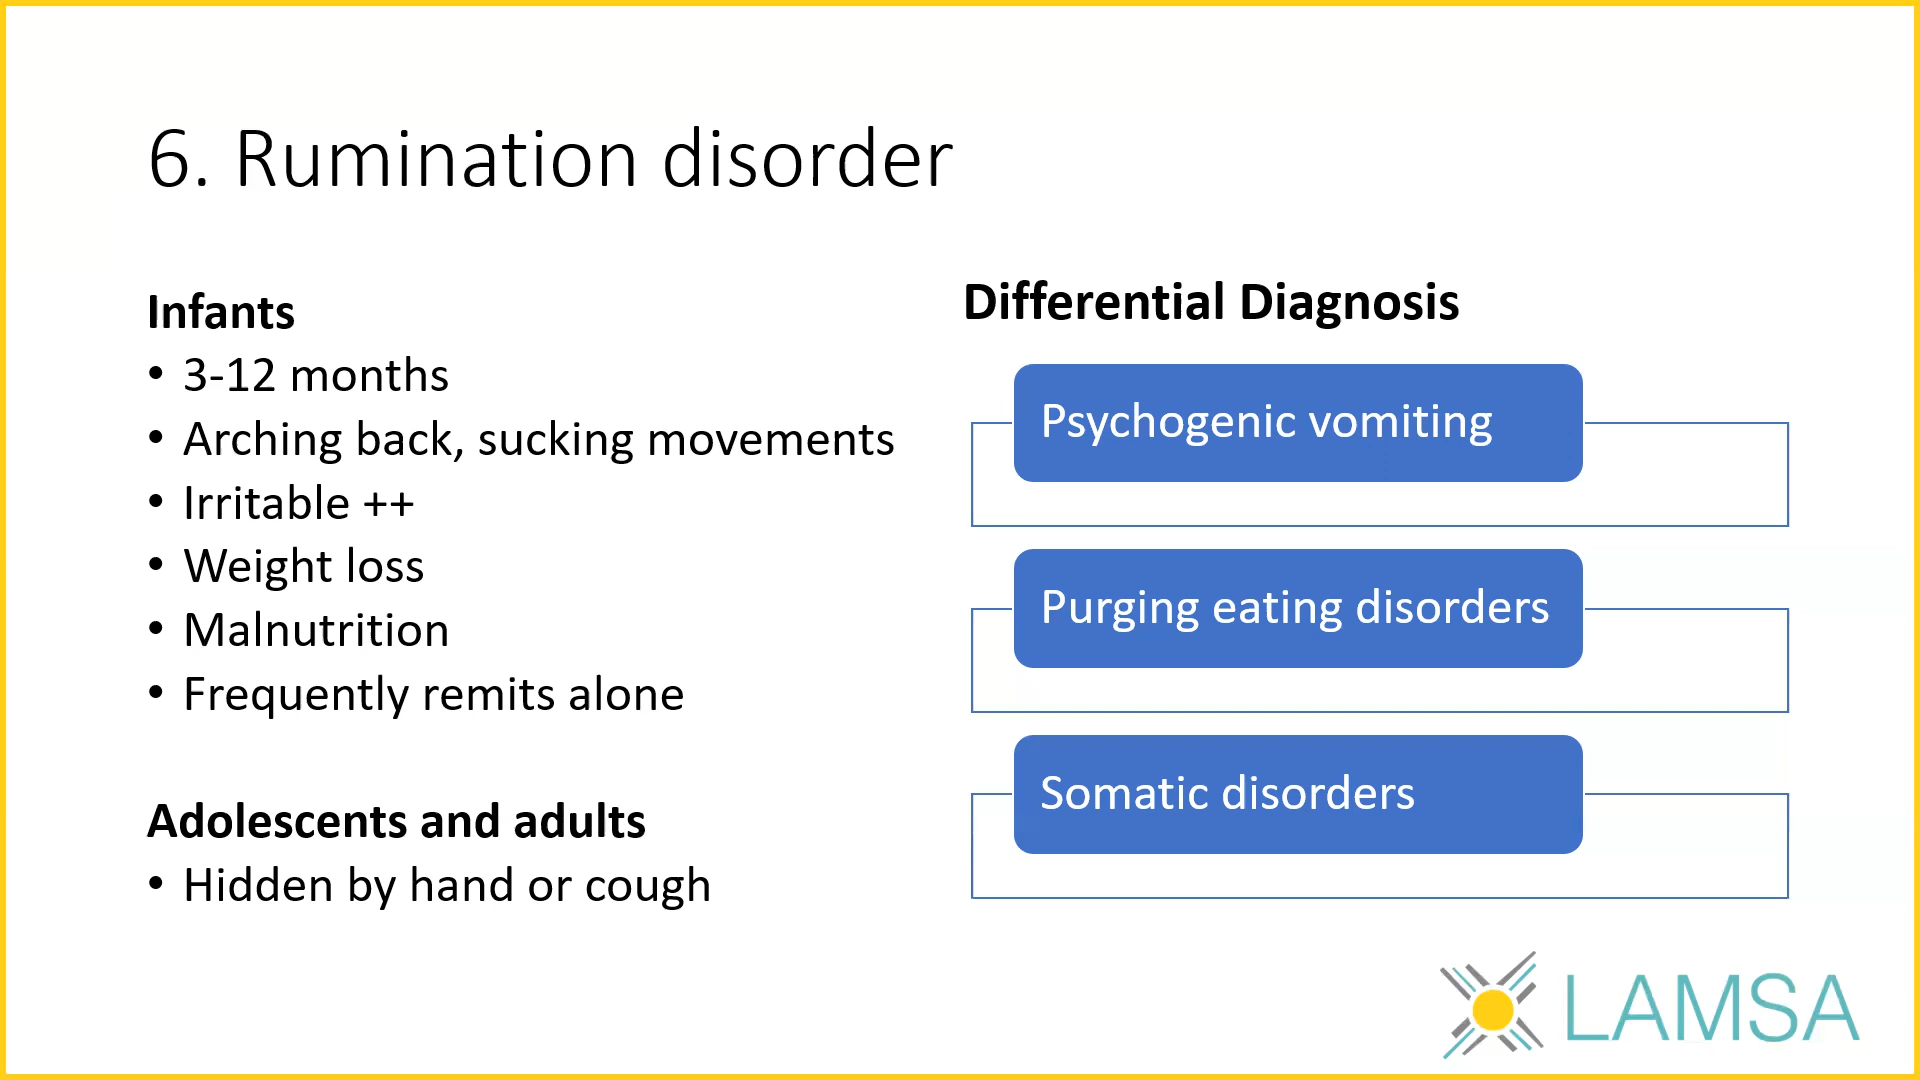 6. Rumination disorder
Infants
• 3-12 months
• Arching back, sucking movements
• Irritable ++
• Weight loss
• Malnutrition
• Frequently remits alone
Adolescents and adults
• Hidden by hand or cough
Differential Diagnosis
Psychogenic vomiting
Purging eating disorders
Somatic disorders
LAMSA